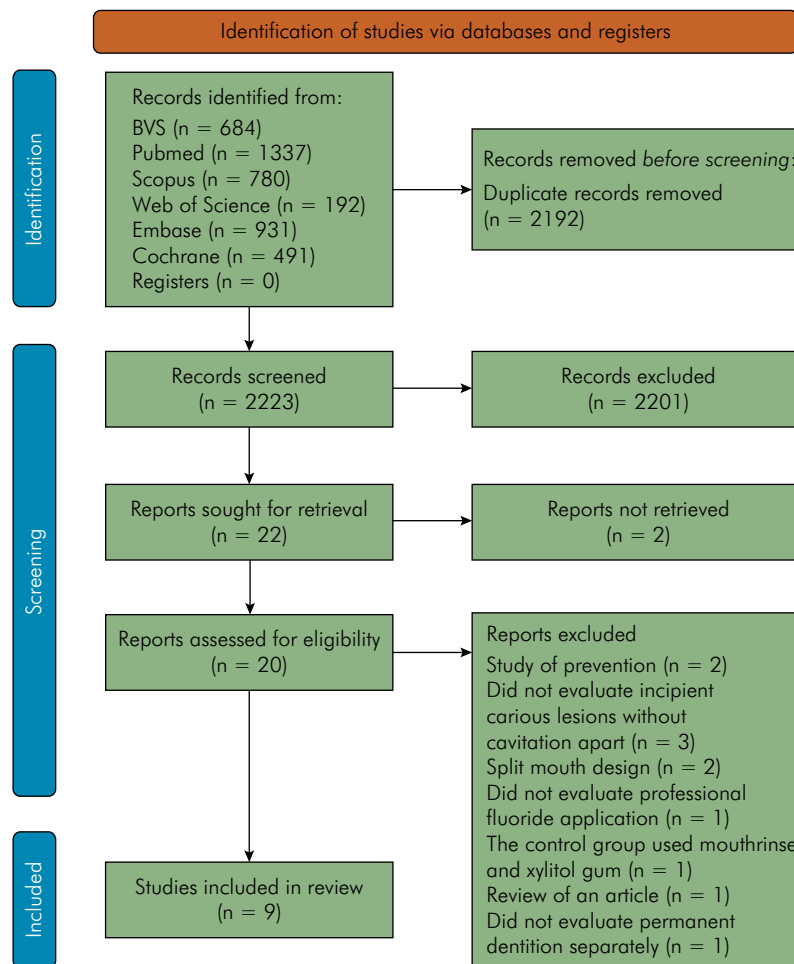 Identification of studies via databases and registers
Identification
Records identified from:
BVS (n = 684)
Pubmed (n = 1337)
Scopus (n = 780)
Web of Science (n = 192)
Embase (n = 931)
Cochrane (n = 491)
Registers (n = 0)
Records removed before screening:
Duplicate records removed
(n = 2192)
Screening
Records screened
(n = 2223)
Records excluded
(n = 2201)
Reports sought for retrieval
(n = 22)
Reports not retrieved
(n = 2)
Reports assessed for eligibility
(n = 20)
Reports excluded
Study of prevention (n = 2)
Did not evaluate incipient
carious lesions without
cavitation apart (n = 3)
Split mouth design (n = 2)
Did not evaluate professional
fluoride application (n = 1)
The control group used mouthrinse
and xylitol gum (n = 1)
Review of an article (n = 1)
Did not evaluate permanent
dentition separately (n = 1)
Included
Studies included in review
(n = 9)